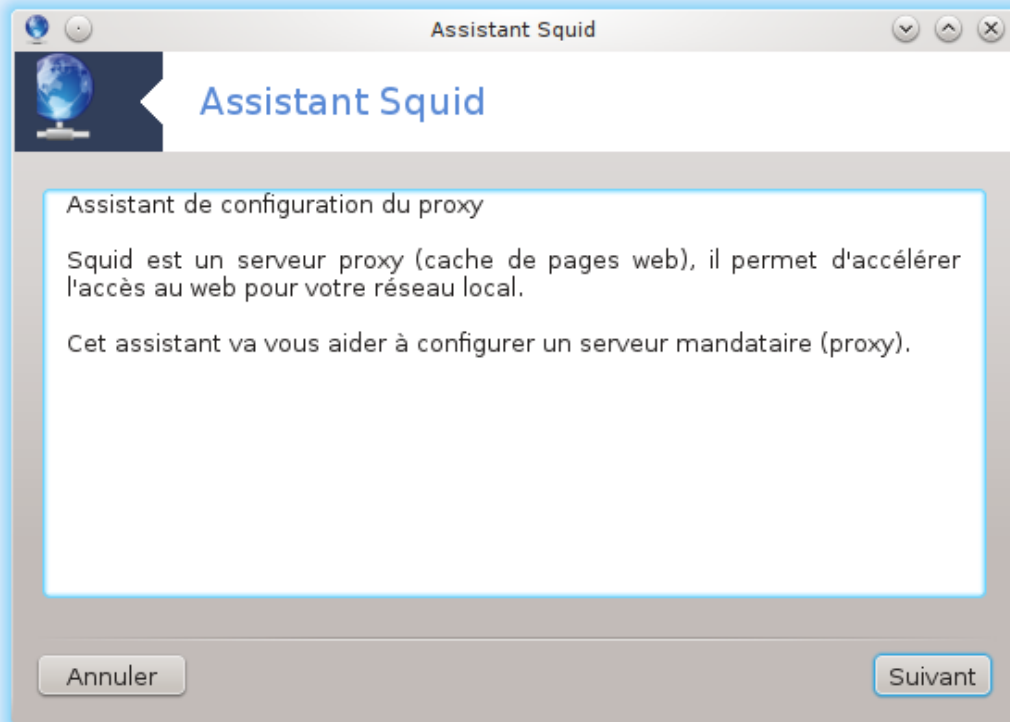 Assistant Squid
Assistant Squid
Assistant de configuration du proxy
Squid est un serveur proxy (cache de pages web), il permet d'accélérer
l'accès au web pour votre réseau local.
Cet assistant va vous aider à configurer un serveur mandataire (proxy).
Annuler
Suivant